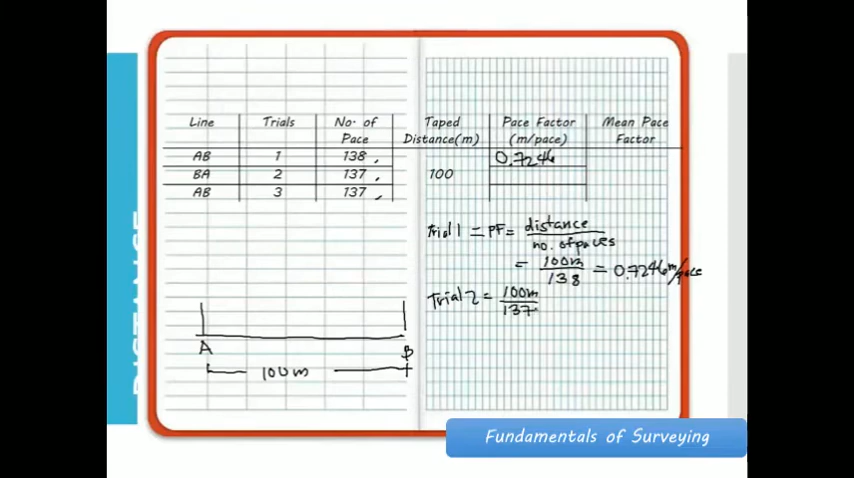 Line Trials No. of Pace Taped Distance(m) Pace Factor (m/pace) Mean Pace Factor
AB 1 138 0.7246
BA 2 137 100
AB 3 137
Trial 1 = PF = distance / no. of paces
= 100m / 138 = 0.7246 m/pace
Trial 2 = 100m / 137
A B
100m
DISTANCE
Fundamentals of Surveying